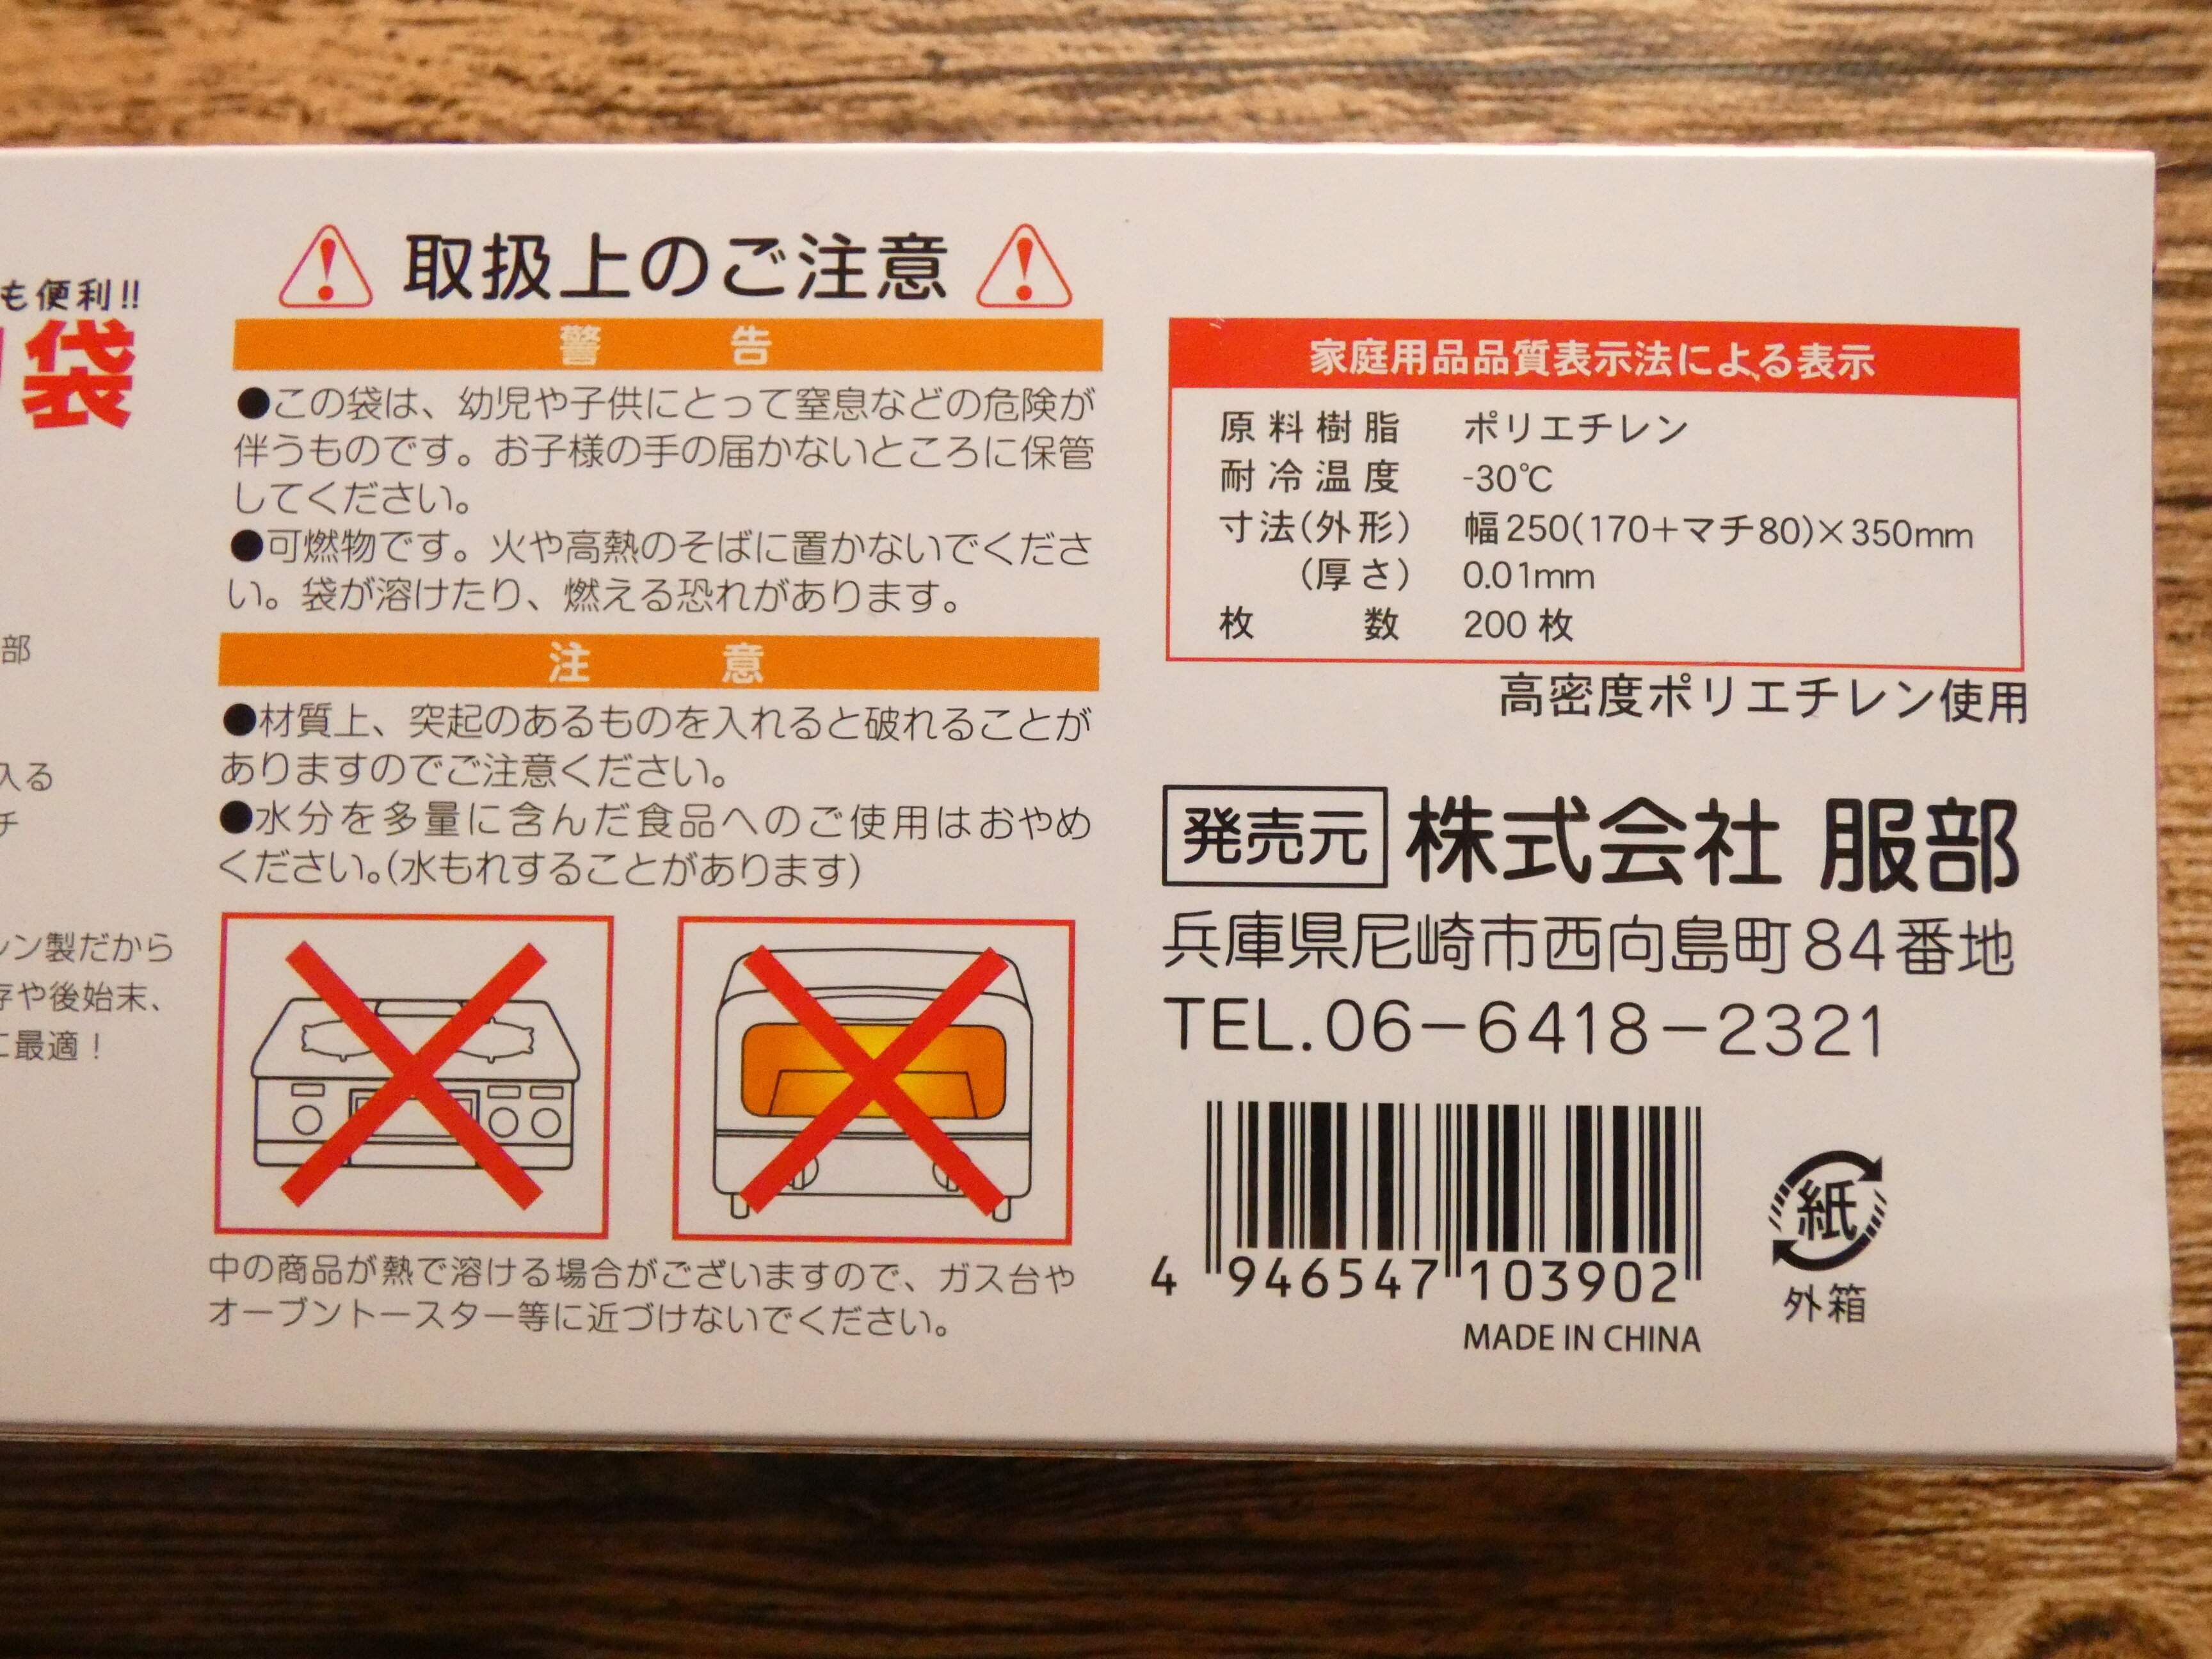 も便利!!
袋
部
入る
チ
ン製だから
存や後始末、
に最適！
取扱上のご注意
警告
●この袋は、幼児や子供にとって窒息などの危険が
伴うものです。お子様の手の届かないところに保管
してください。
●可燃物です。火や高熱のそばに置かないでくださ
い。袋が溶けたり、燃える恐れがあります。
注意
●材質上、突起のあるものを入れると破れることが
ありますのでご注意ください。
●水分を多量に含んだ食品へのご使用はおやめ
ください。(水もれすることがあります)
中の商品が熱で溶ける場合がございますので、ガス台や
オーブントースター等に近づけないでください。
家庭用品品質表示法による表示
原料樹脂 ポリエチレン
耐冷温度 -30℃
寸法(外形) 幅250(170+マチ80)×350mm
(厚さ) 0.01mm
枚数 200枚
高密度ポリエチレン使用
発売元 株式会社 服部
兵庫県尼崎市西向島町84番地
TEL.06-6418-2321
4 946547 103902
MADE IN CHINA
紙
外箱